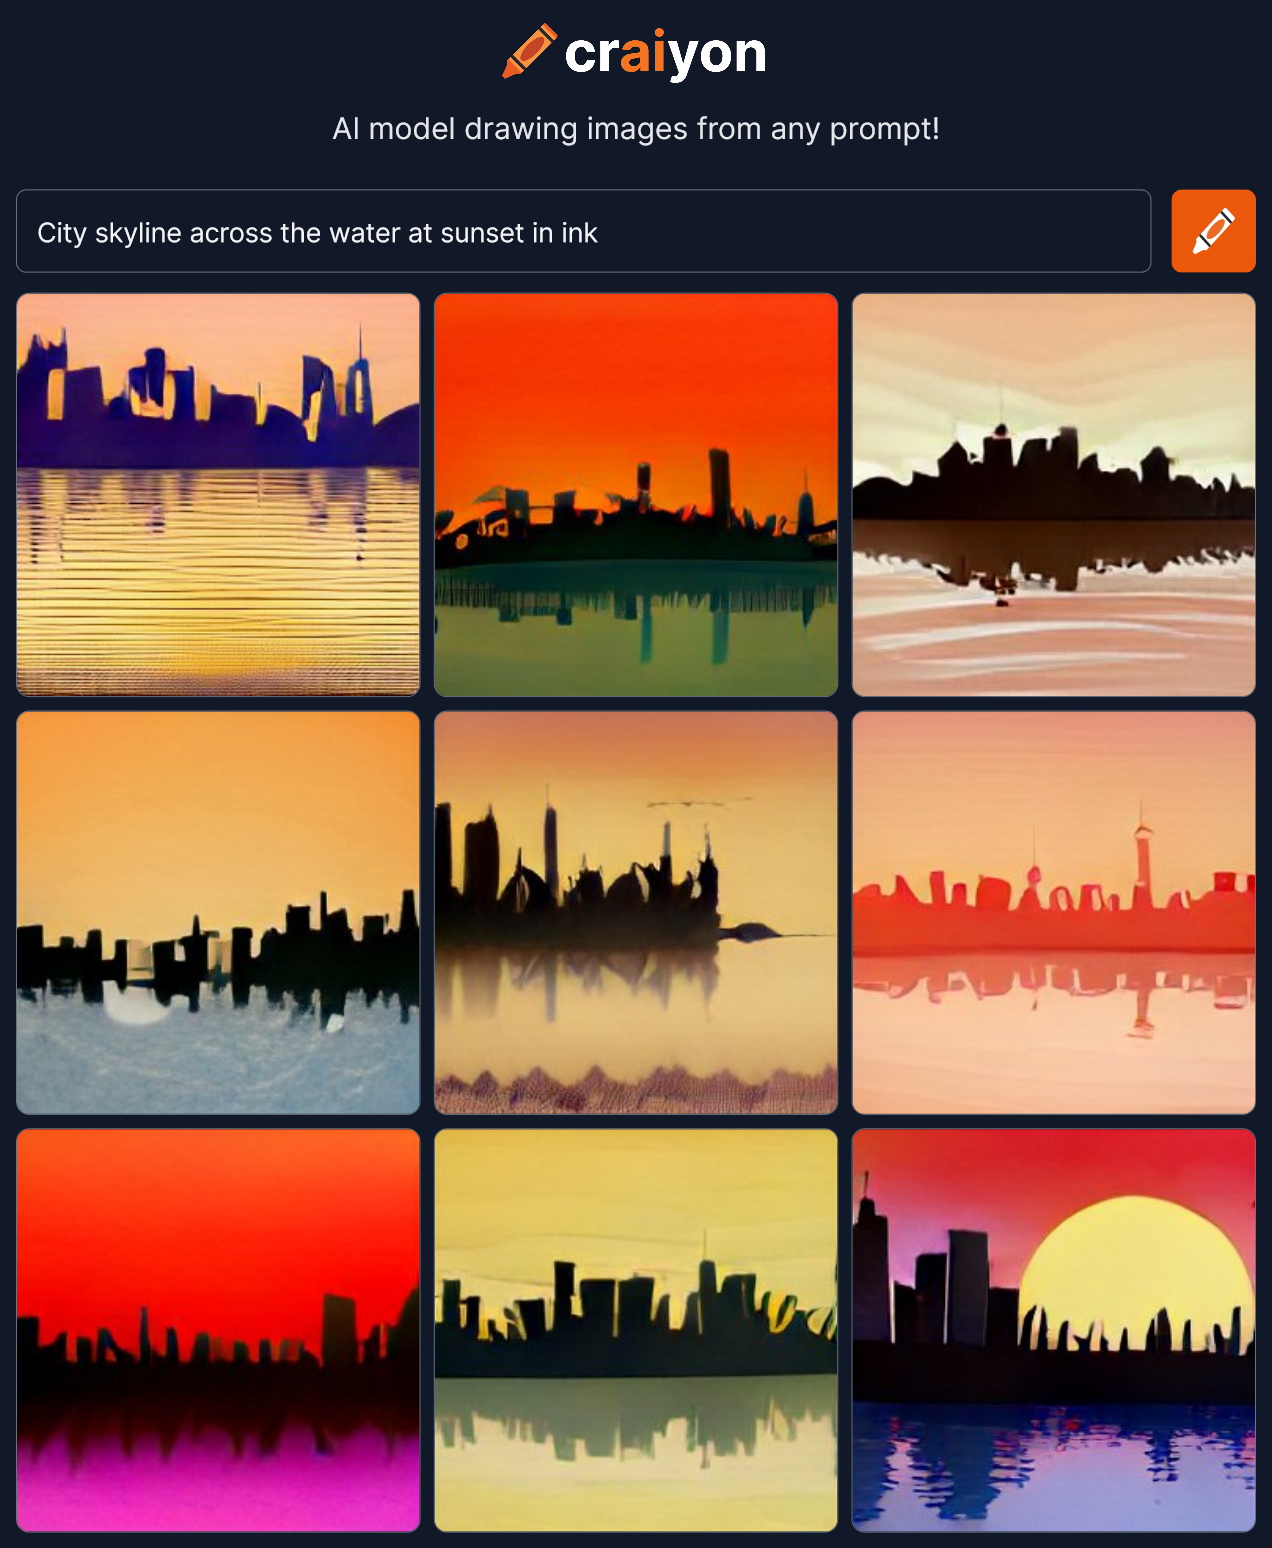 craiyon
AI model drawing images from any prompt!
City skyline across the water at sunset in ink